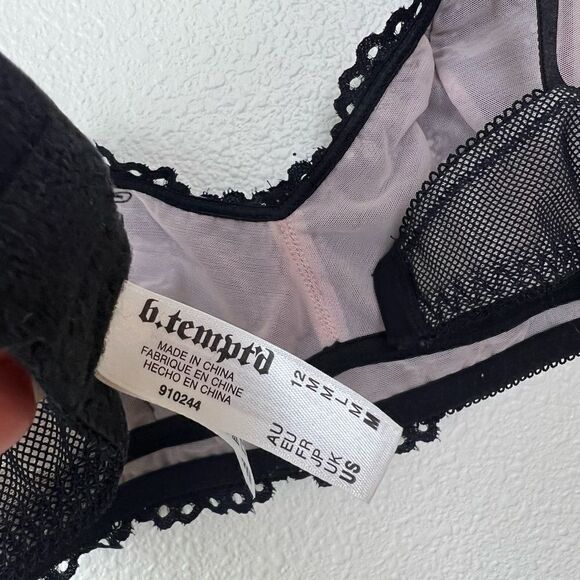 b.tempt'd
MADE IN CHINA
FABRIQUE EN CHINE
HECHO EN CHINA
910244
AU 12
EU M
FR M
JP L
UK M
US M